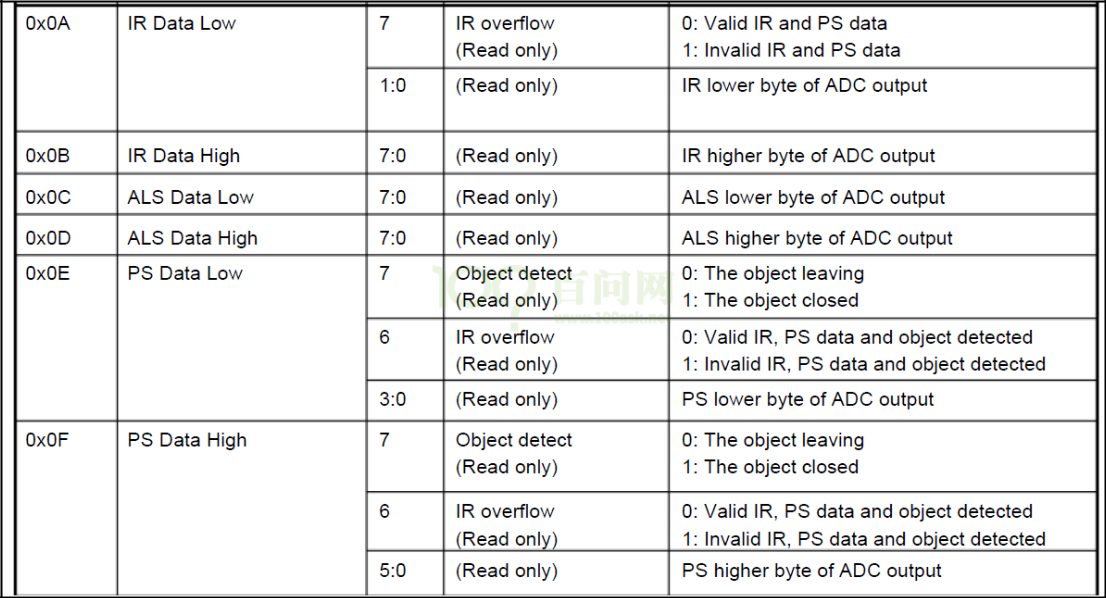 0x0A IR Data Low 7 IR overflow 0: Valid IR and PS data
(Read only) 1: Invalid IR and PS data
1:0 (Read only) IR lower byte of ADC output
0x0B IR Data High 7:0 (Read only) IR higher byte of ADC output
0x0C ALS Data Low 7:0 (Read only) ALS lower byte of ADC output
0x0D ALS Data High 7:0 (Read only) ALS higher byte of ADC output
0x0E PS Data Low 7 Object detect 0: The object leaving
(Read only) 1: The object closed
6 IR overflow 0: Valid IR, PS data and object detected
(Read only) 1: Invalid IR, PS data and object detected
3:0 (Read only) PS lower byte of ADC output
0x0F PS Data High 7 Object detect 0: The object leaving
(Read only) 1: The object closed
6 IR overflow 0: Valid IR, PS data and object detected
(Read only) 1: Invalid IR, PS data and object detected
5:0 (Read only) PS higher byte of ADC output
百问网
www.100ask.net